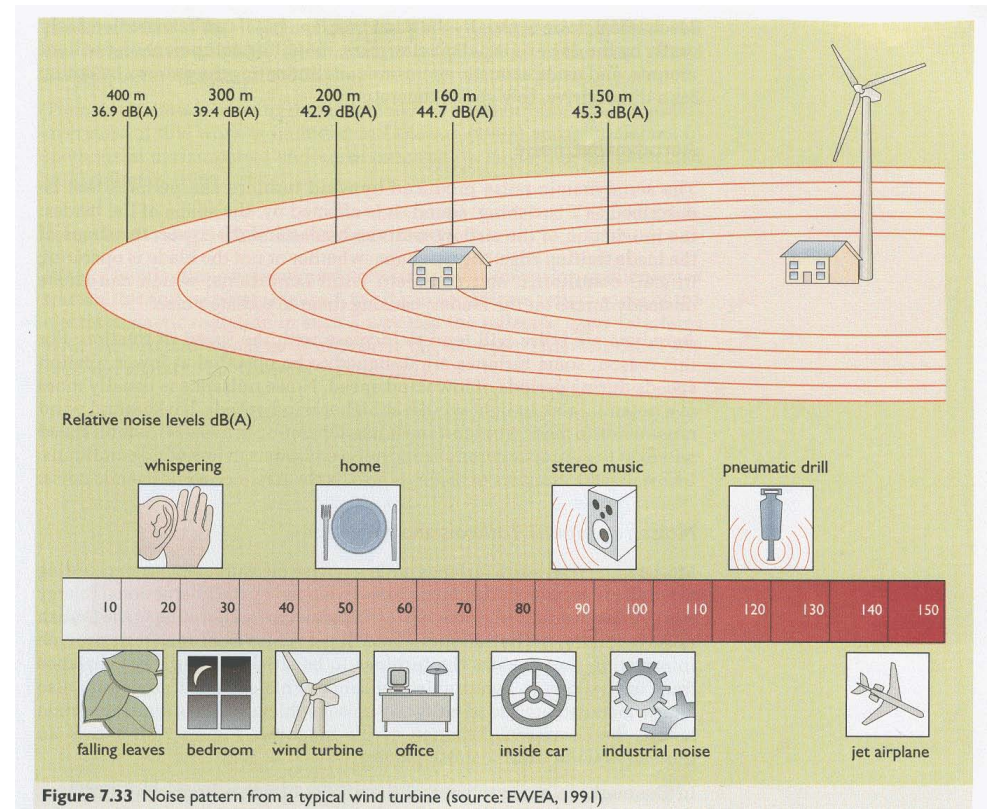 400 m 300 m 200 m 160 m 150 m
36.9 dB(A) 39.4 dB(A) 42.9 dB(A) 44.7 dB(A) 45.3 dB(A)
Relative noise levels dB(A)
whispering home stereo music pneumatic drill
10 20 30 40 50 60 70 80 90 100 110 120 130 140 150
falling leaves bedroom wind turbine office inside car industrial noise jet airplane
Figure 7.33 Noise pattern from a typical wind turbine (source: EWEA, 1991)